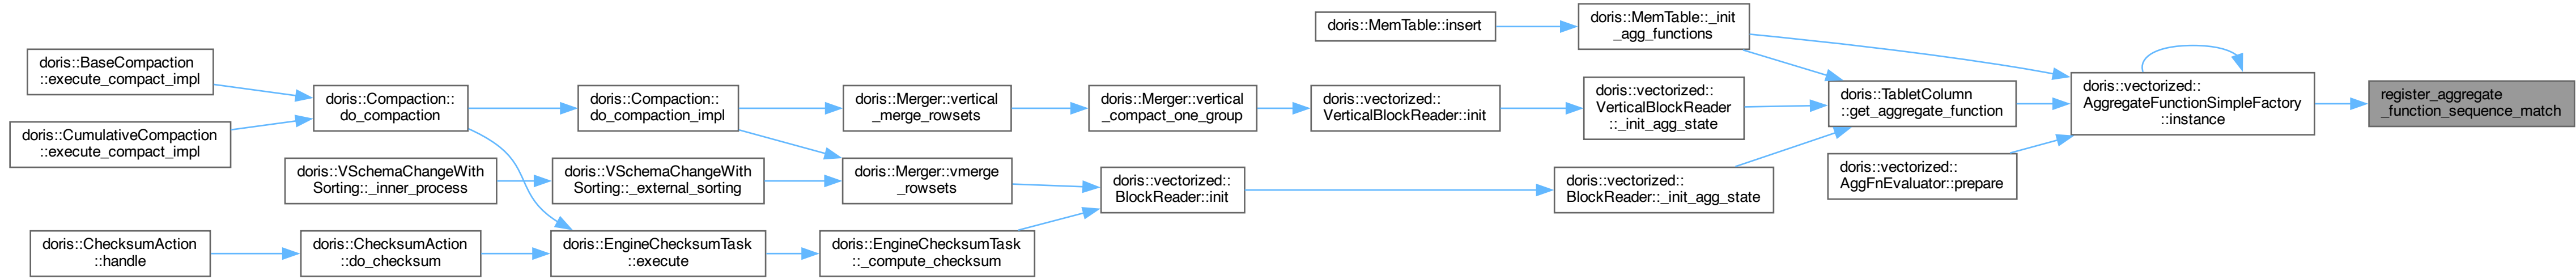 doris::BaseCompaction
::execute_compact_impl
doris::CumulativeCompaction
::execute_compact_impl
doris::Compaction::
do_compaction
doris::VSchemaChangeWith
Sorting::_inner_process
doris::ChecksumAction
::handle
doris::ChecksumAction
::do_checksum
doris::Compaction::
do_compaction_impl
doris::VSchemaChangeWith
Sorting::_external_sorting
doris::EngineChecksumTask
::execute
doris::Merger::vertical
_merge_rowsets
doris::Merger::vmerge
_rowsets
doris::EngineChecksumTask
::_compute_checksum
doris::Merger::vertical
_compact_one_group
doris::vectorized::
BlockReader::init
doris::MemTable::insert
doris::vectorized::
VerticalBlockReader::init
doris::MemTable::_init
_agg_functions
doris::vectorized::
VerticalBlockReader
::_init_agg_state
doris::vectorized::
BlockReader::_init_agg_state
doris::TabletColumn
::get_aggregate_function
doris::vectorized::
AggFnEvaluator::prepare
doris::vectorized::
AggregateFunctionSimpleFactory
::instance
register_aggregate
_function_sequence_match